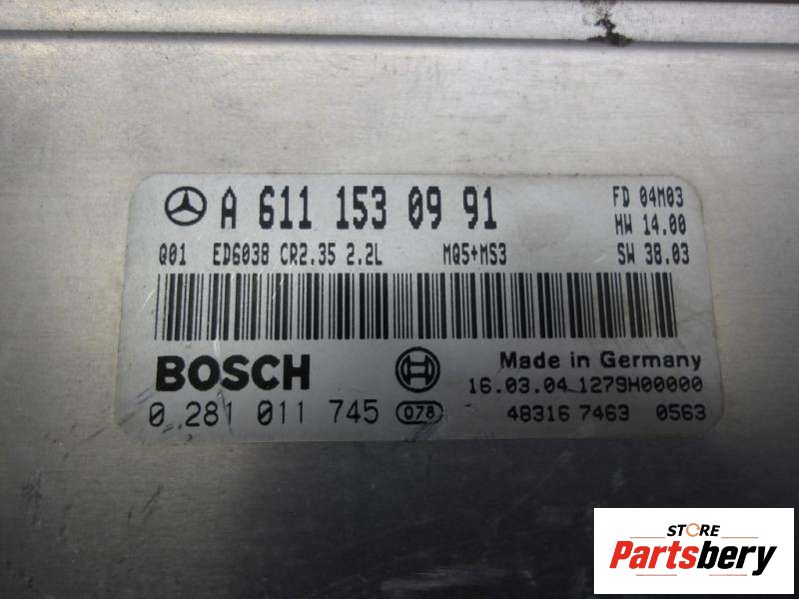 A 611 153 09 91
FD 04M03
HW 14.00
Q01 ED6038 CR2.35 2.2L MQ5+MS3 SW 38.03
BOSCH
Made in Germany
16.03.04 1279H00000
0 281 011 745 078 48316 7463 0563
STORE
Partsbery